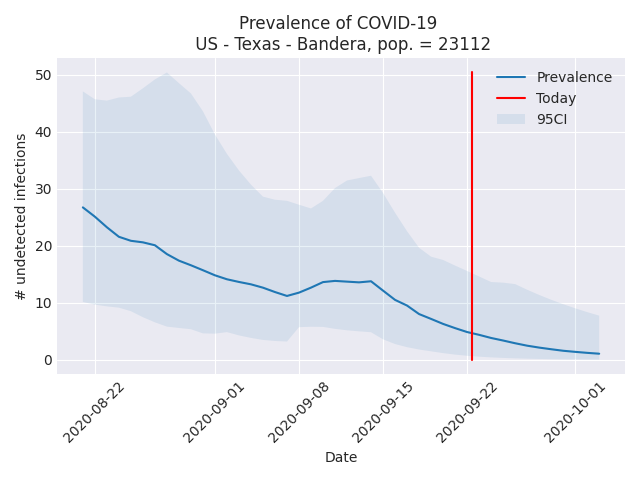 Prevalence of COVID-19
US - Texas - Bandera, pop. = 23112
Prevalence
Today
95CI
# undetected infections
50
40
30
20
10
0
2020-08-22
2020-09-01
2020-09-08
2020-09-15
2020-09-22
2020-10-01
Date